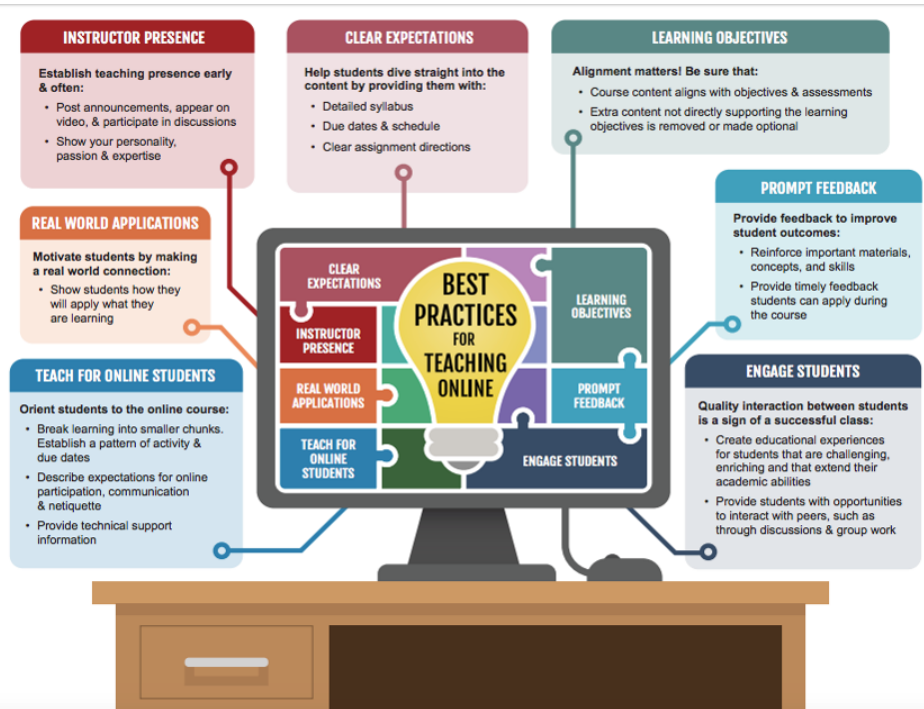 INSTRUCTOR PRESENCE
Establish teaching presence early
& often:
• Post announcements, appear on
video, & participate in discussions
• Show your personality,
passion & expertise
CLEAR EXPECTATIONS
Help students dive straight into the
content by providing them with:
• Detailed syllabus
• Due dates & schedule
• Clear assignment directions
LEARNING OBJECTIVES
Alignment matters! Be sure that:
• Course content aligns with objectives & assessments
• Extra content not directly supporting the learning
objectives is removed or made optional
REAL WORLD APPLICATIONS
Motivate students by making
a real world connection:
• Show students how they
will apply what they
are learning
PROMPT FEEDBACK
Provide feedback to improve
student outcomes:
• Reinforce important materials,
concepts, and skills
• Provide timely feedback
students can apply during
the course
TEACH FOR ONLINE STUDENTS
Orient students to the online course:
• Break learning into smaller chunks.
Establish a pattern of activity &
due dates
• Describe expectations for online
participation, communication
& netiquette
• Provide technical support
information
ENGAGE STUDENTS
Quality interaction between students
is a sign of a successful class:
• Create educational experiences
for students that are challenging,
enriching and that extend their
academic abilities
• Provide students with opportunities
to interact with peers, such as
through discussions & group work
CLEAR
EXPECTATIONS
INSTRUCTOR
PRESENCE
REAL WORLD
APPLICATIONS
TEACH FOR
ONLINE
STUDENTS
BEST
PRACTICES
FOR
TEACHING
ONLINE
LEARNING
OBJECTIVES
PROMPT
FEEDBACK
ENGAGE STUDENTS